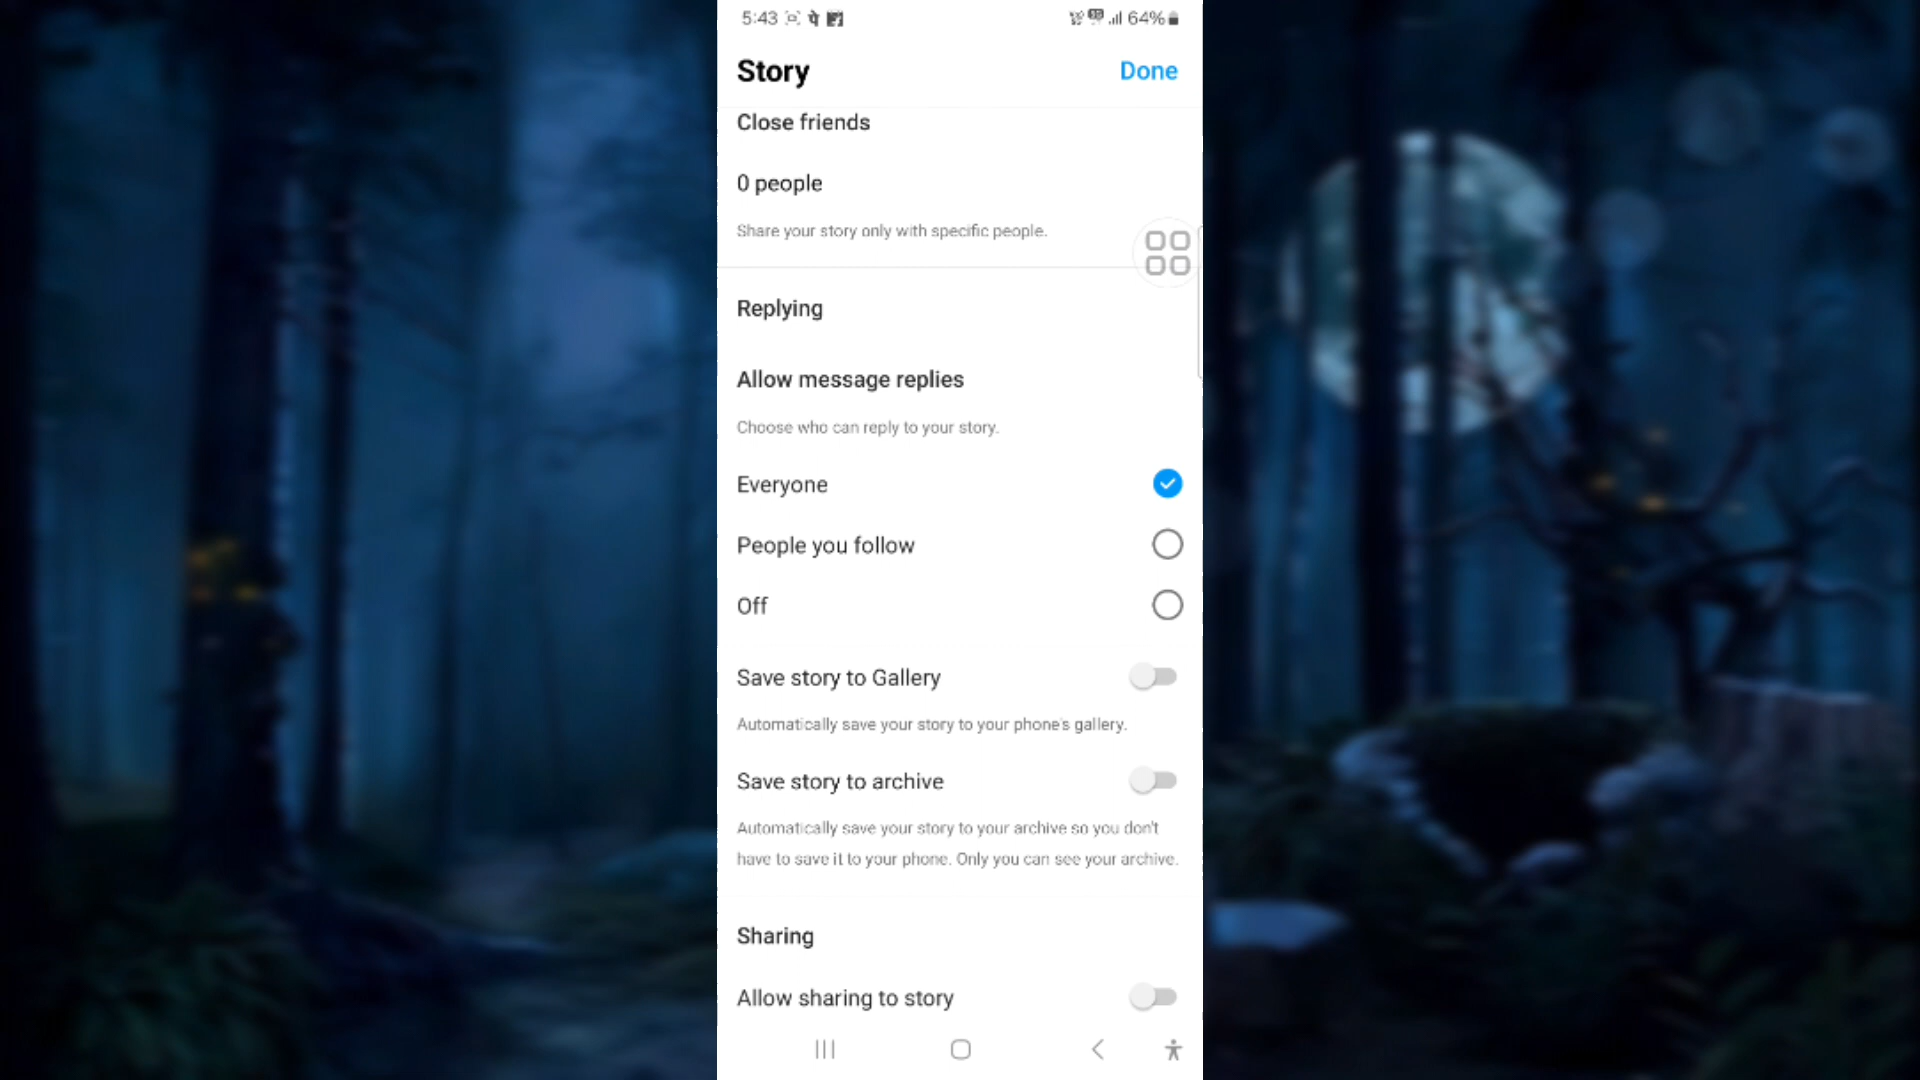 5:43 64%
Story Done
Close friends
0 people
Share your story only with specific people.
Replying
Allow message replies
Choose who can reply to your story.
Everyone
People you follow
Off
Save story to Gallery
Automatically save your story to your phone's gallery.
Save story to archive
Automatically save your story to your archive so you don't
have to save it to your phone. Only you can see your archive.
Sharing
Allow sharing to story